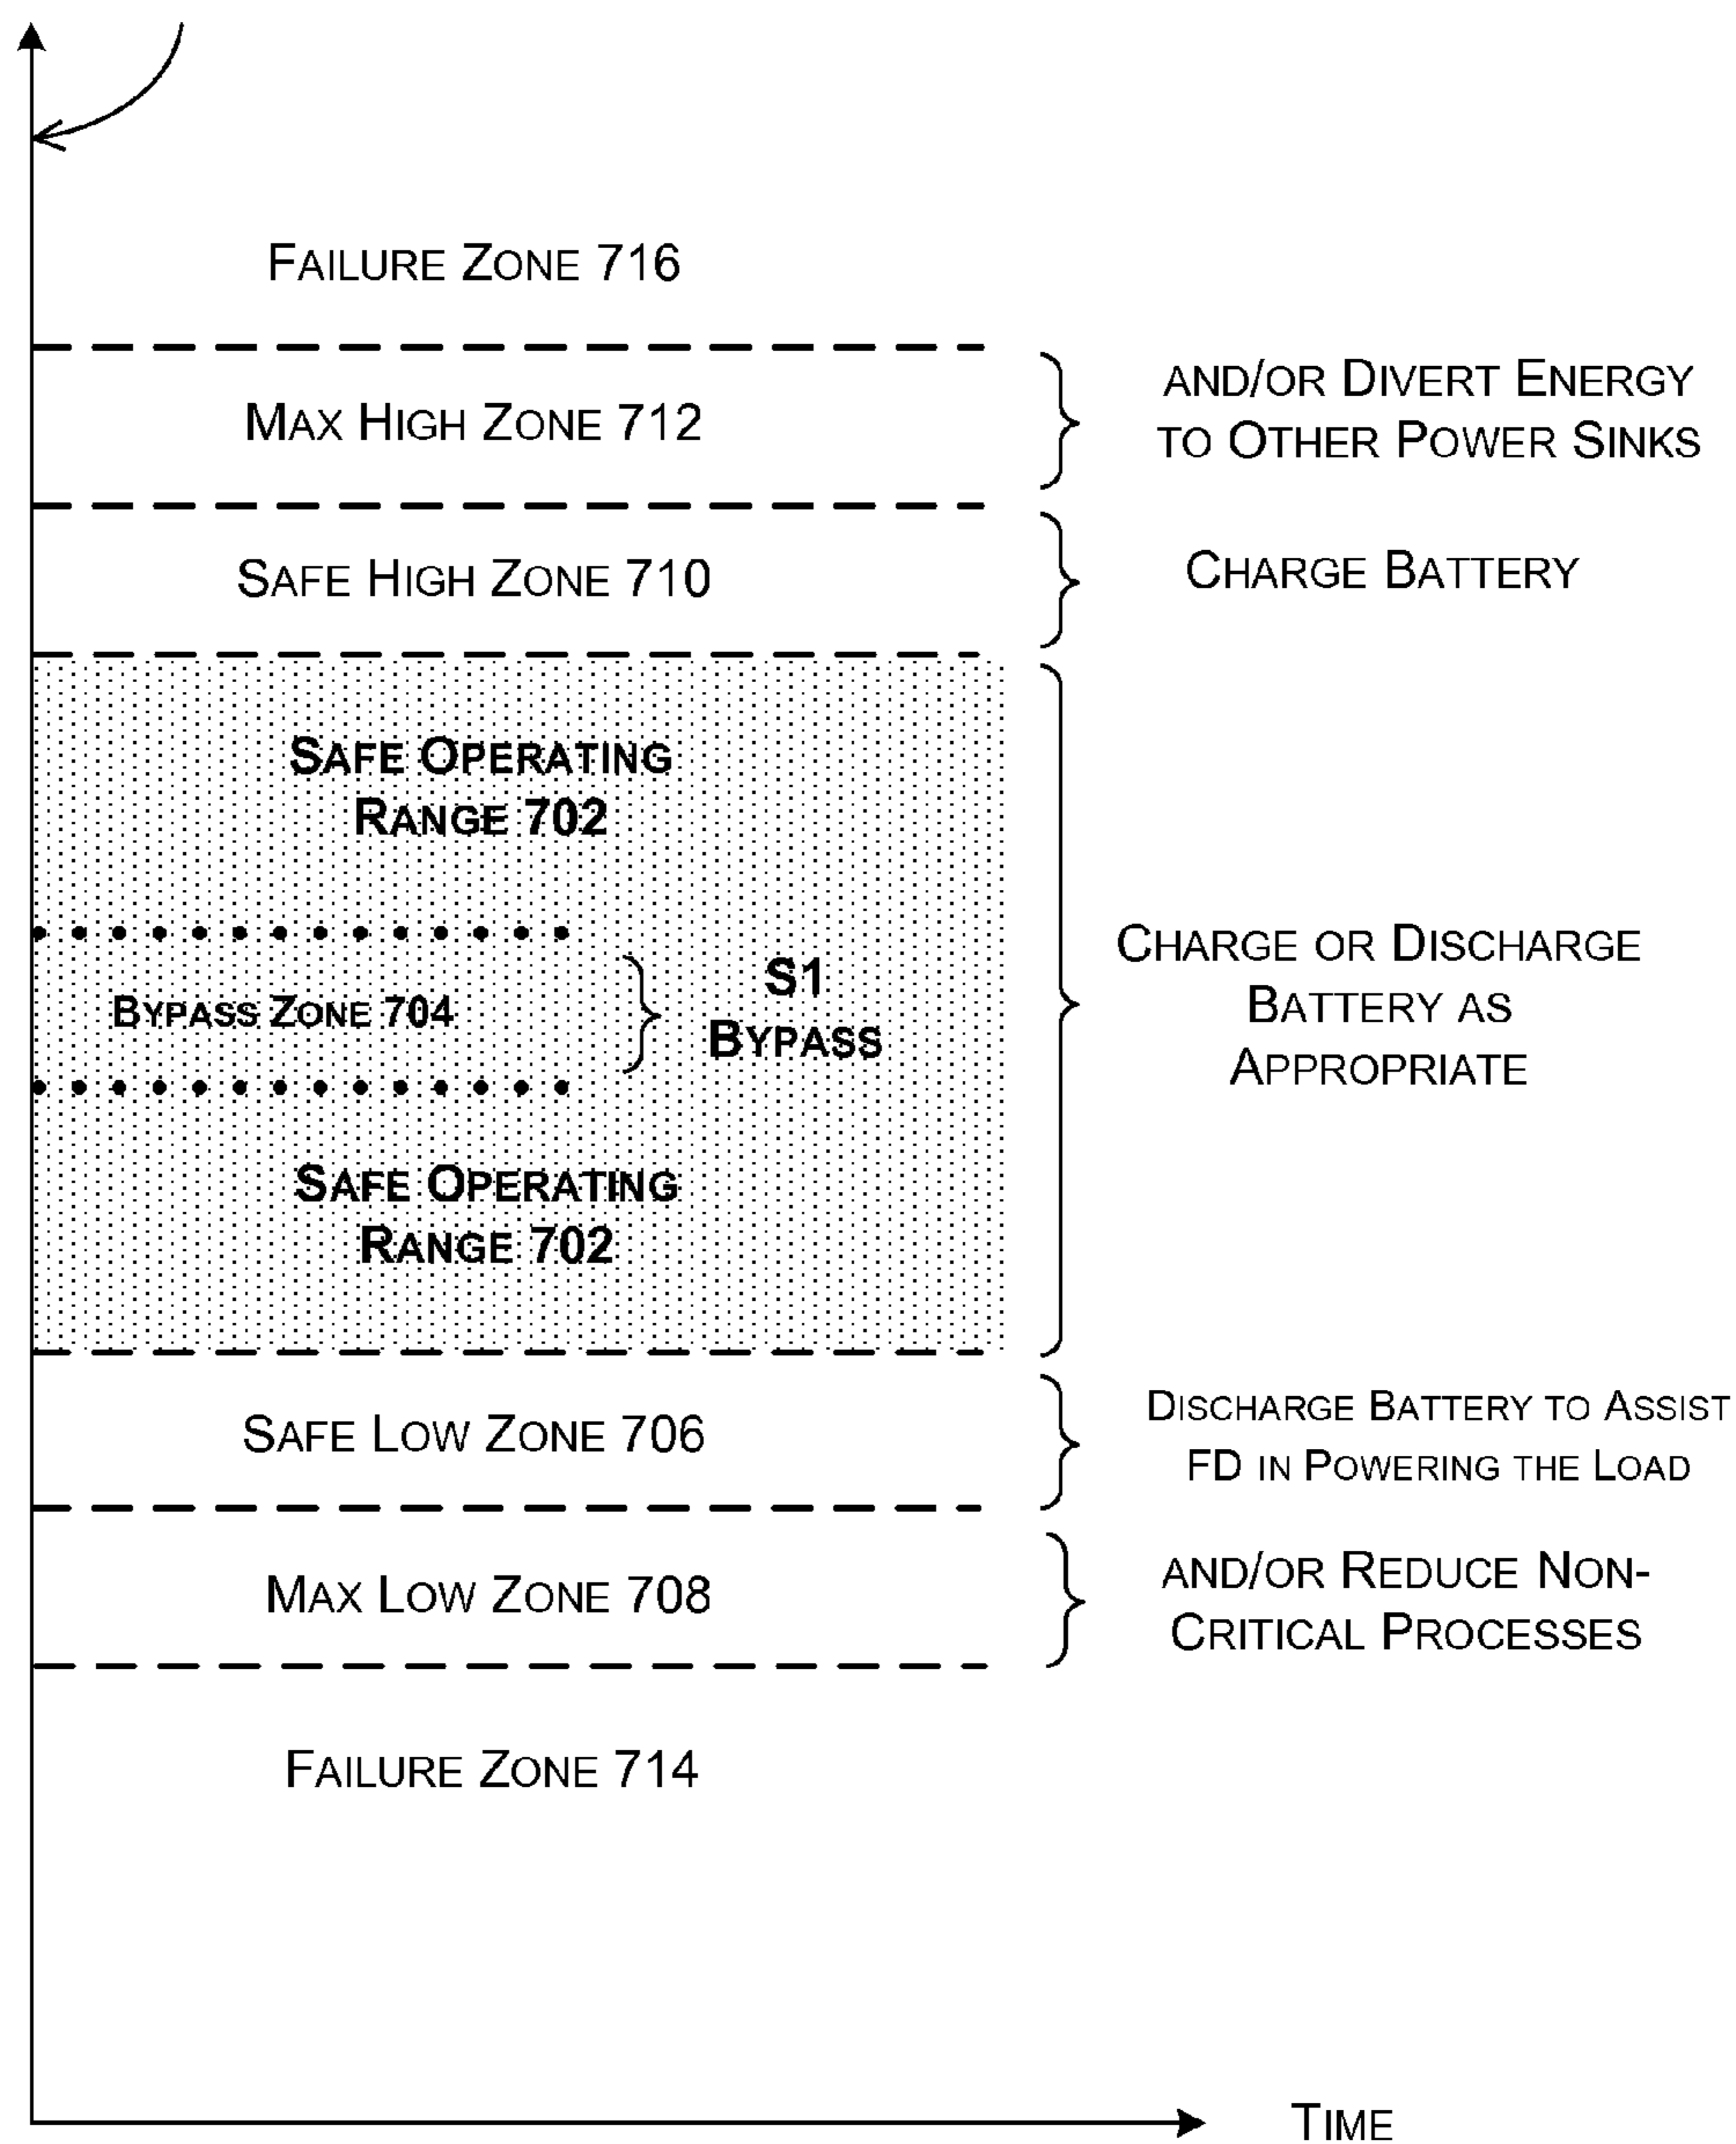 FAILURE ZONE 716
MAX HIGH ZONE 712
AND/OR DIVERT ENERGY
TO OTHER POWER SINKS
SAFE HIGH ZONE 710
CHARGE BATTERY
SAFE OPERATING
RANGE 702
BYPASS ZONE 704
S1
BYPASS
CHARGE OR DISCHARGE
BATTERY AS
APPROPRIATE
SAFE OPERATING
RANGE 702
SAFE LOW ZONE 706
DISCHARGE BATTERY TO ASSIST
FD IN POWERING THE LOAD
MAX LOW ZONE 708
AND/OR REDUCE NON-
CRITICAL PROCESSES
FAILURE ZONE 714
TIME